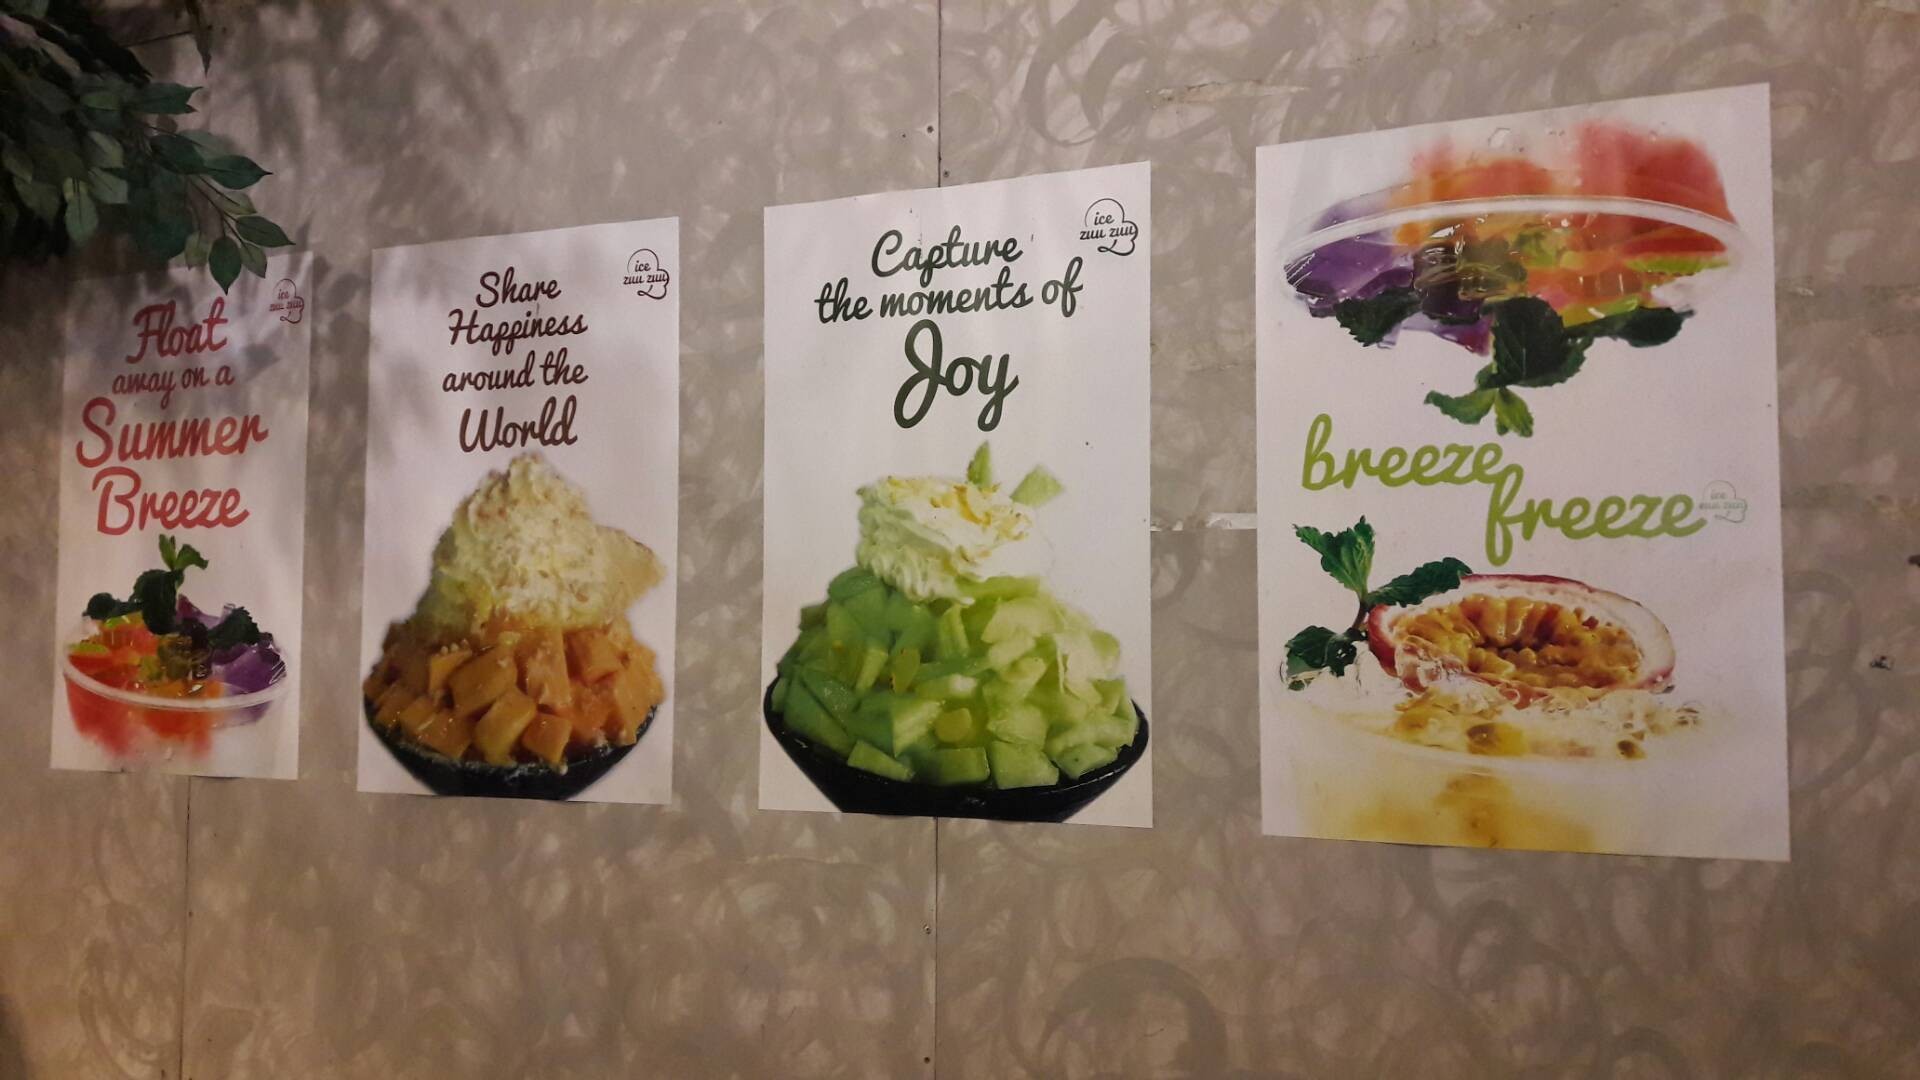 Float
away on a
Summer
Breeze
ice
zuu zuu
Share
Happiness
around the
World
ice
zuu zuu
Capture
the moments of
Joy
ice
zuu zuu
breeze
freeze
ice
zuu zuu